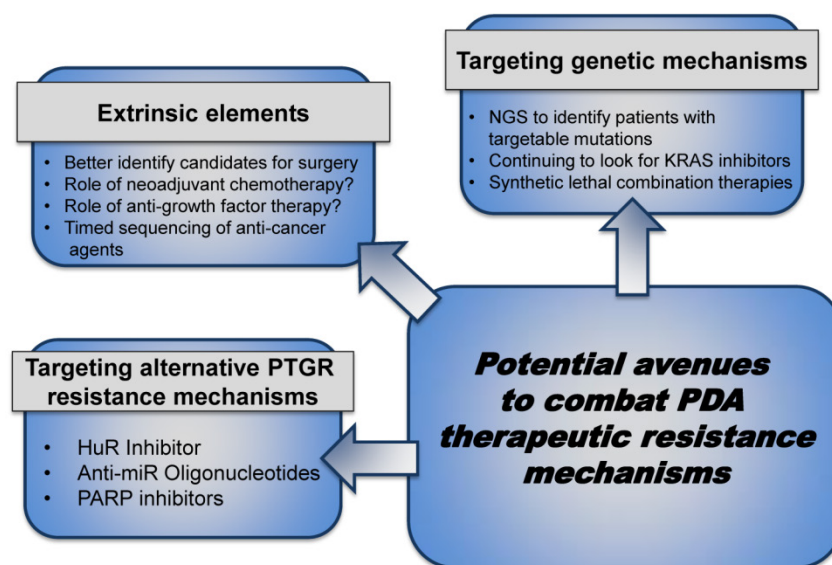 Extrinsic elements
• Better identify candidates for surgery
• Role of neoadjuvant chemotherapy?
• Role of anti-growth factor therapy?
• Timed sequencing of anti-cancer
agents
Targeting genetic mechanisms
• NGS to identify patients with
targetable mutations
• Continuing to look for KRAS inhibitors
• Synthetic lethal combination therapies
Targeting alternative PTGR
resistance mechanisms
• HuR Inhibitor
• Anti-miR Oligonucleotides
• PARP inhibitors
Potential avenues
to combat PDA
therapeutic resistance
mechanisms